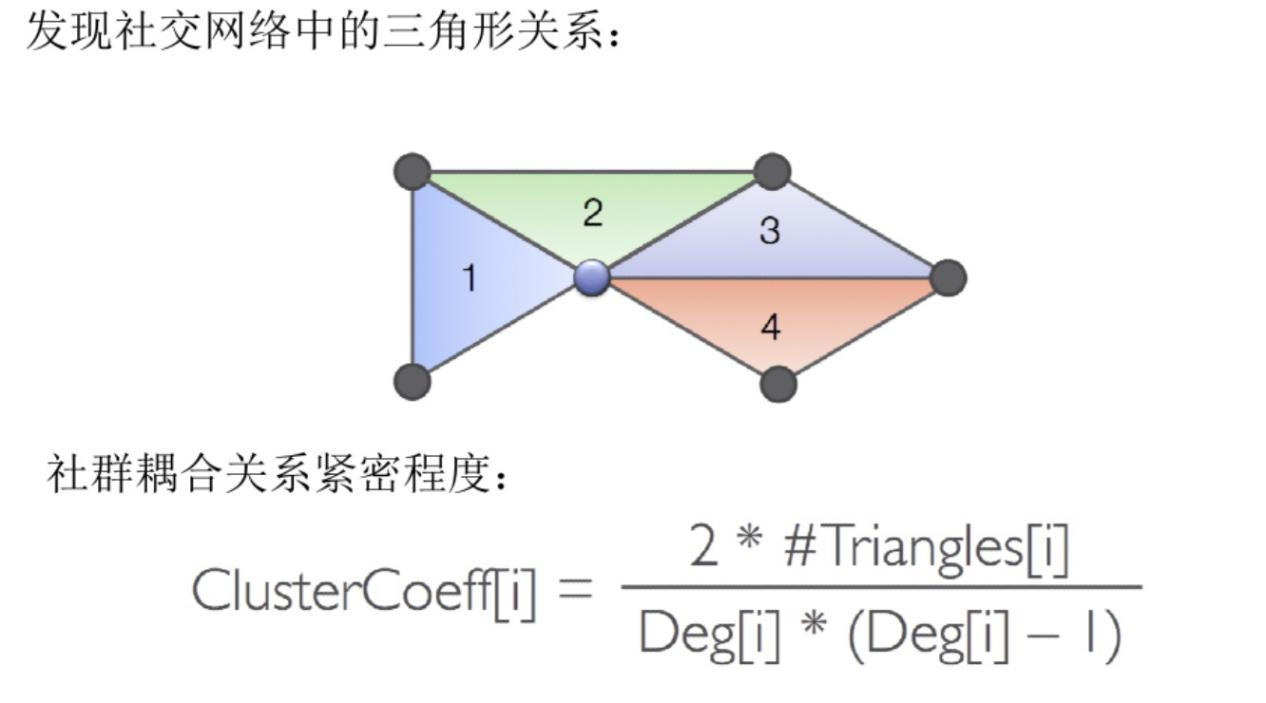 发现社交网络中的三角形关系：
2
3
1
4
社群耦合关系紧密程度：
2 * #Triangles[i]
ClusterCoeff[i] =
Deg[i] * (Deg[i] – 1)